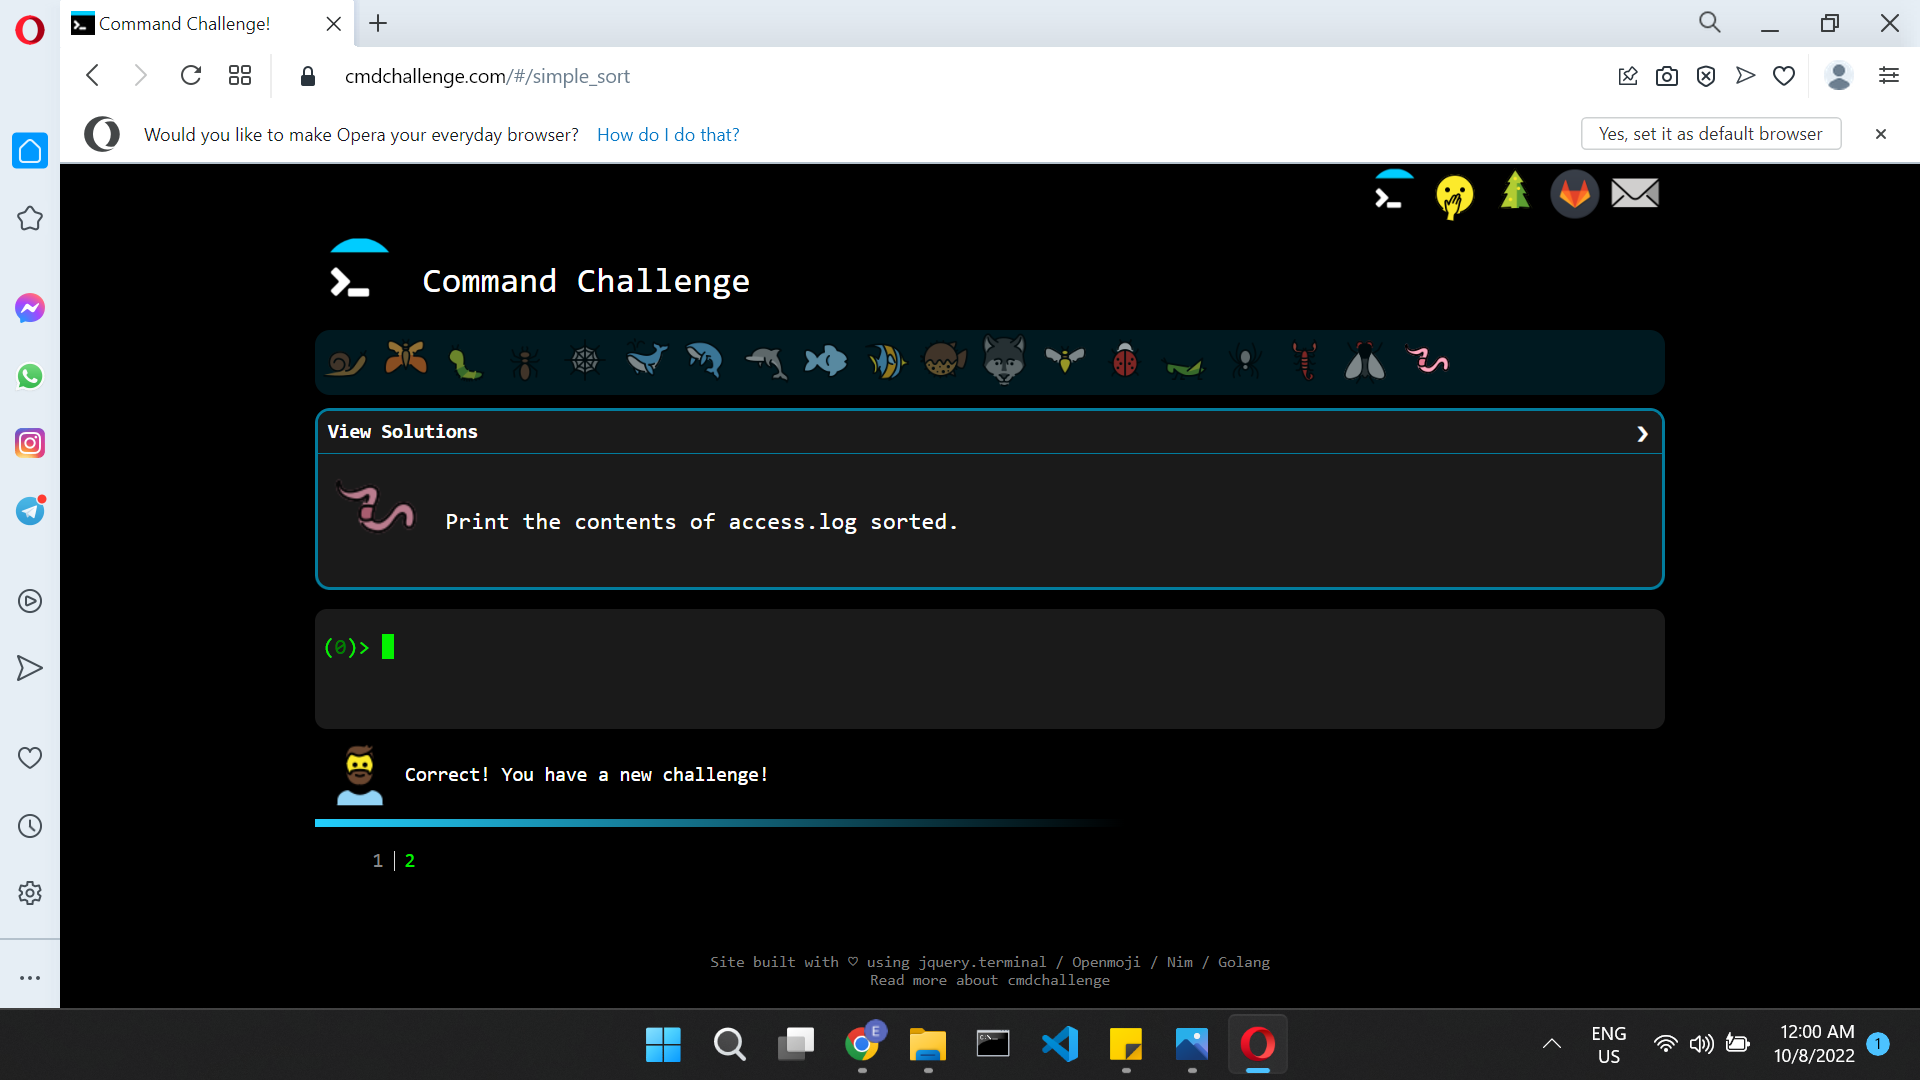 Command Challenge!
cmdchallenge.com/#/simple_sort
Would you like to make Opera your everyday browser? How do I do that? Yes, set it as default browser
Command Challenge
View Solutions
Print the contents of access.log sorted.
(0)>
Correct! You have a new challenge!
1 | 2
Site built with ♡ using jquery.terminal / Openmoji / Nim / Golang
Read more about cmdchallenge
E
ENG
US
12:00 AM
10/8/2022
1